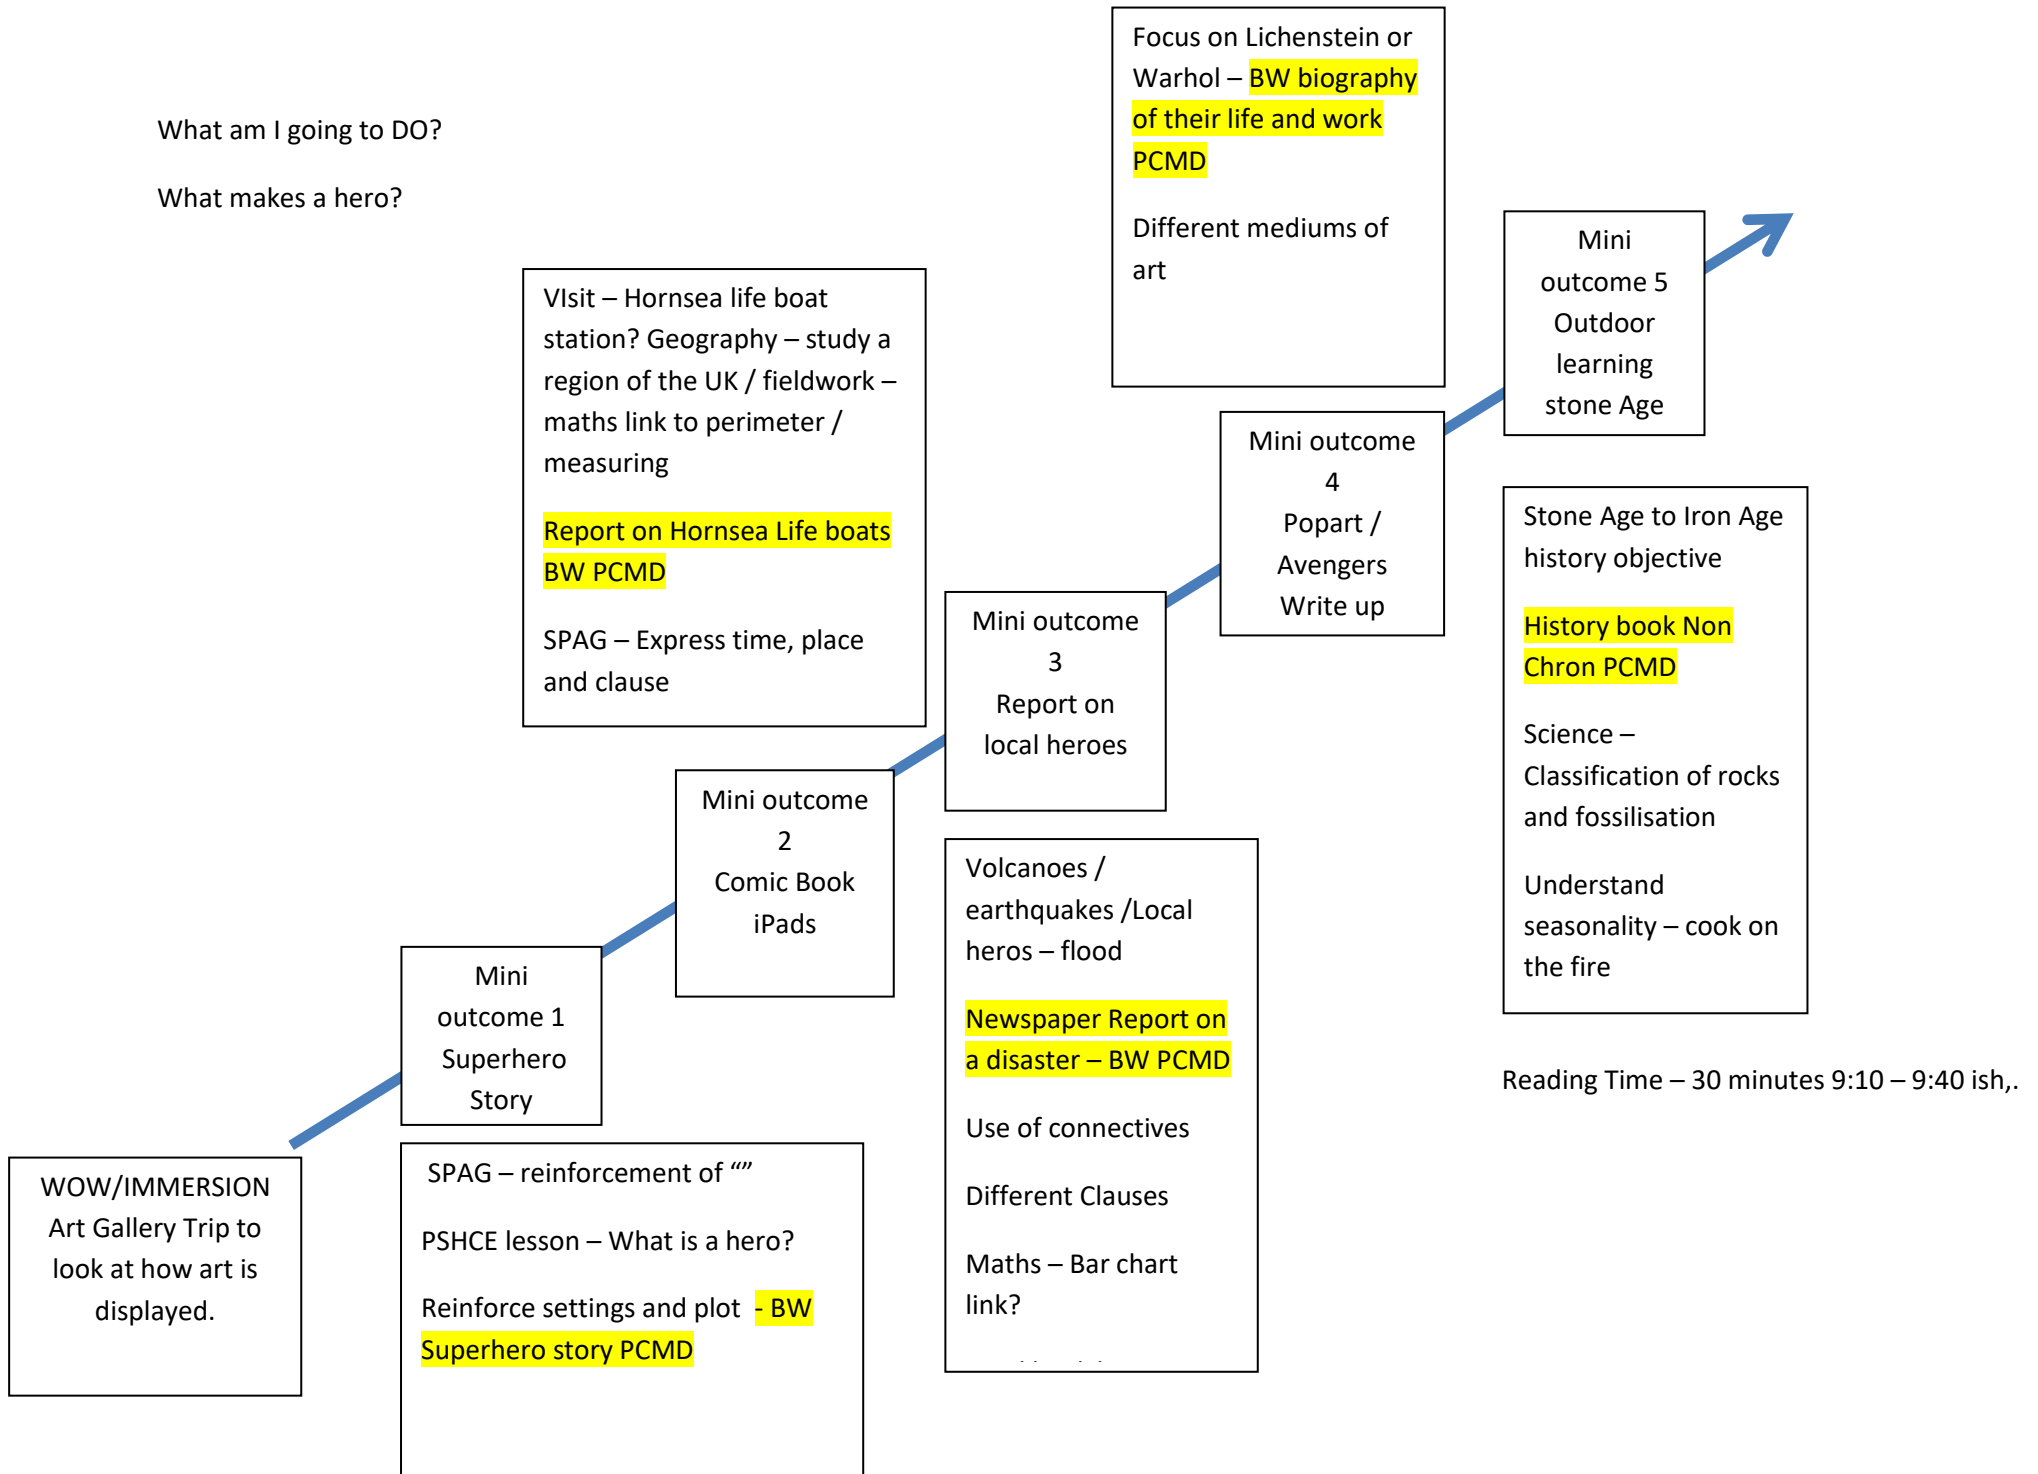 What am I going to DO?
What makes a hero?
Focus on Lichenstein or
Warhol – BW biography
of their life and work
PCMD
Different mediums of
art
Mini
outcome 5
Outdoor
learning
stone Age
VIsit – Hornsea life boat
station? Geography – study a
region of the UK / fieldwork –
maths link to perimeter /
measuring
Report on Hornsea Life boats
BW PCMD
SPAG – Express time, place
and clause
Mini outcome
4
Popart /
Avengers
Write up
Stone Age to Iron Age
history objective
History book Non
Chron PCMD
Science –
Classification of rocks
and fossilisation
Understand
seasonality – cook on
the fire
Mini outcome
3
Report on
local heroes
Mini outcome
2
Comic Book
iPads
Volcanoes /
earthquakes /Local
heros – flood
Newspaper Report on
a disaster – BW PCMD
Use of connectives
Different Clauses
Maths – Bar chart
link?
Mini
outcome 1
Superhero
Story
Reading Time – 30 minutes 9:10 – 9:40 ish,.
WOW/IMMERSION
Art Gallery Trip to
look at how art is
displayed.
SPAG – reinforcement of “”
PSHCE lesson – What is a hero?
Reinforce settings and plot  - BW
Superhero story PCMD